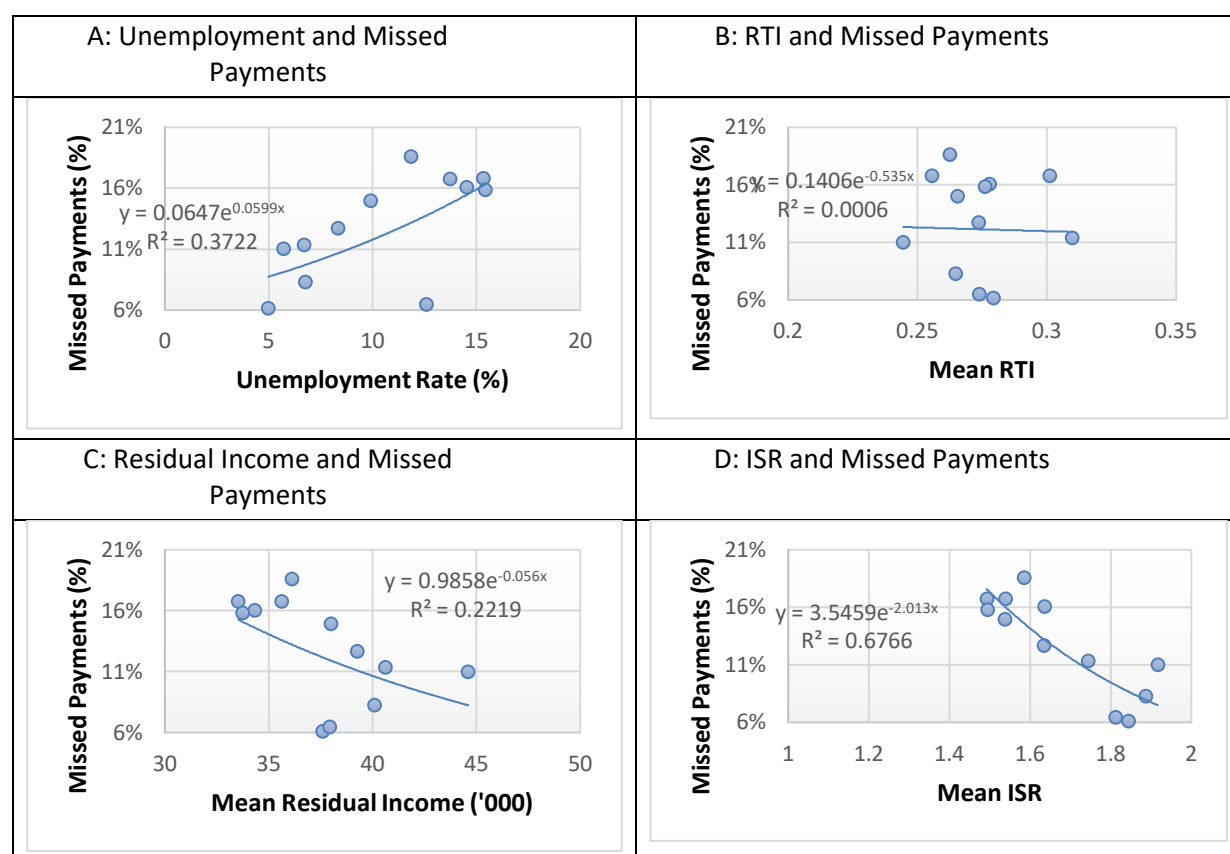 A: Unemployment and Missed
Payments
B: RTI and Missed Payments
Missed Payments (%)
21%
16%
11%
6%
y = 0.0647e^0.0599x
R² = 0.3722
0 5 10 15 20
Unemployment Rate (%)
Missed Payments (%)
21%
16%
11%
6%
y = 0.1406e^-0.535x
R² = 0.0006
0.2 0.25 0.3 0.35
Mean RTI
C: Residual Income and Missed
Payments
D: ISR and Missed Payments
Missed Payments (%)
21%
16%
11%
6%
y = 0.9858e^-0.056x
R² = 0.2219
30 35 40 45 50
Mean Residual Income ('000)
Missed Payments (%)
21%
16%
11%
6%
y = 3.5459e^-2.013x
R² = 0.6766
1 1.2 1.4 1.6 1.8 2
Mean ISR